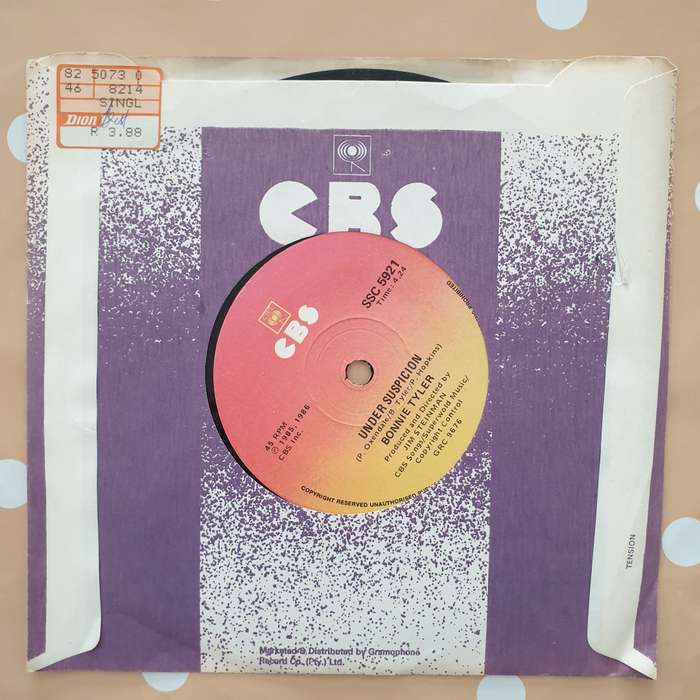 82 5073 0
46 8214
SINGL
Dion
R 3.88
CBS
CBS
SSC 5921
Time: 4.24
45 RPM
℗ 1985, 1986
CBS Inc.
UNDER SUSPICION
(P. Oxendale/B. Tyler/P. Hopkins)
BONNIE TYLER
Produced and Directed by
JIM STEINMAN
CBS Songs/Superwold Music/
Copyright Control
GRC 9676
COPYRIGHT RESERVED UNAUTHORISED
PROHIBITED
TENSION
Marketed & Distributed by Gramophone
Record Co. (Pty.) Ltd.